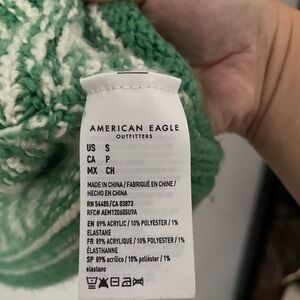 AMERICAN EAGLE
OUTFITTERS
US S
CA P
MX CH
MADE IN CHINA / FABRIQUÉ EN CHINE /
HECHO EN CHINA
RN 54485/CA 03873
RFC# AEM120605U9A
EN 89% ACRYLIC / 10% POLYESTER / 1%
ELASTANE
FR 89% ACRYLIQUE / 10% POLYESTER / 1%
ÉLASTHANNE
SP 89% acrílico / 10% poliéster / 1%
elastano